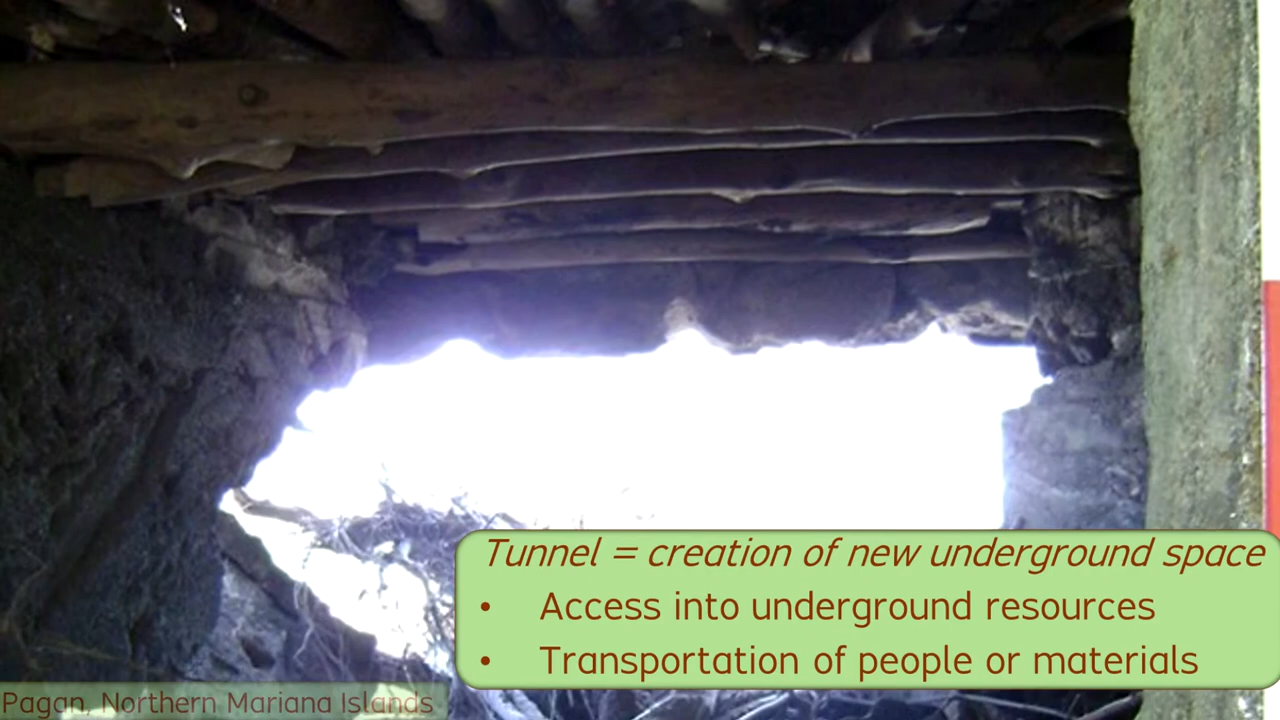 Tunnel = creation of new underground space
• Access into underground resources
• Transportation of people or materials
Pagan, Northern Mariana Islands